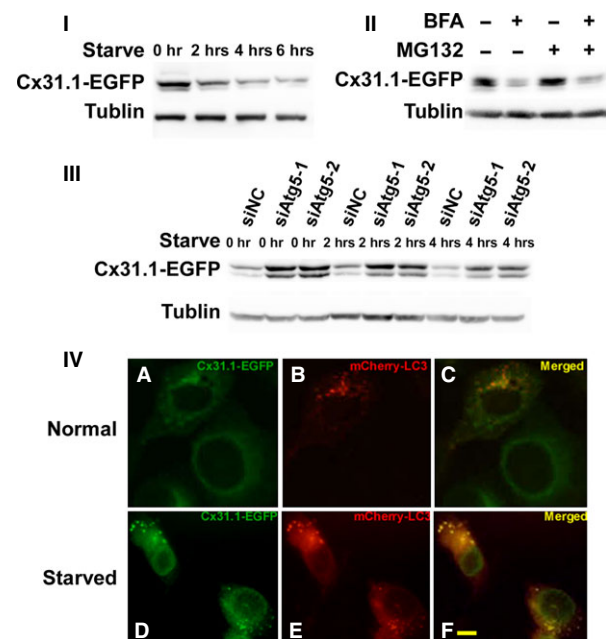 I
Starve 0 hr 2 hrs 4 hrs 6 hrs
Cx31.1-EGFP
Tublin
II
BFA – + – +
MG132 – – + +
Cx31.1-EGFP
Tublin
III
siNC siAtg5-1 siAtg5-2 siNC siAtg5-1 siAtg5-2 siNC siAtg5-1 siAtg5-2
Starve 0 hr 0 hr 0 hr 2 hrs 2 hrs 2 hrs 4 hrs 4 hrs 4 hrs
Cx31.1-EGFP
Tublin
IV
Normal
A Cx31.1-EGFP
B mCherry-LC3
C Merged
Starved
Cx31.1-EGFP D
mCherry-LC3 E
Merged F